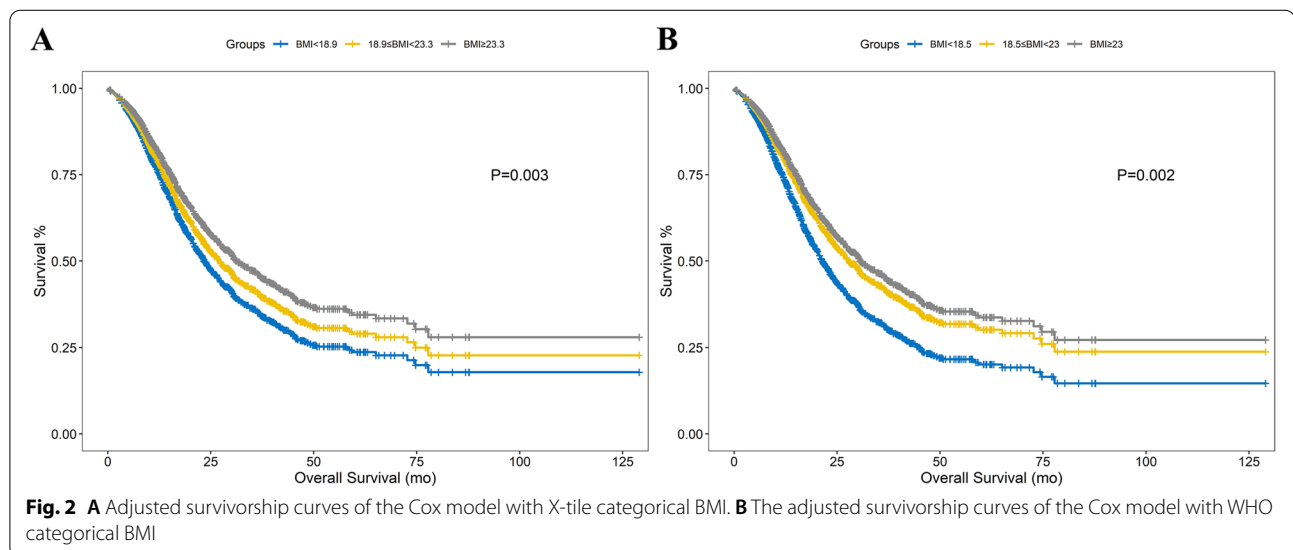 A
Groups BMI<18.9 18.9≤BMI<23.3 BMI≥23.3
1.00
0.75
0.50
0.25
0.00
Survival %
P=0.003
0 25 50 75 100 125
Overall Survival (mo)
B
Groups BMI<18.5 18.5≤BMI<23 BMI≥23
1.00
0.75
0.50
0.25
0.00
Survival %
P=0.002
0 25 50 75 100 125
Overall Survival (mo)
Fig. 2 A Adjusted survivorship curves of the Cox model with X-tile categorical BMI. B The adjusted survivorship curves of the Cox model with WHO
categorical BMI